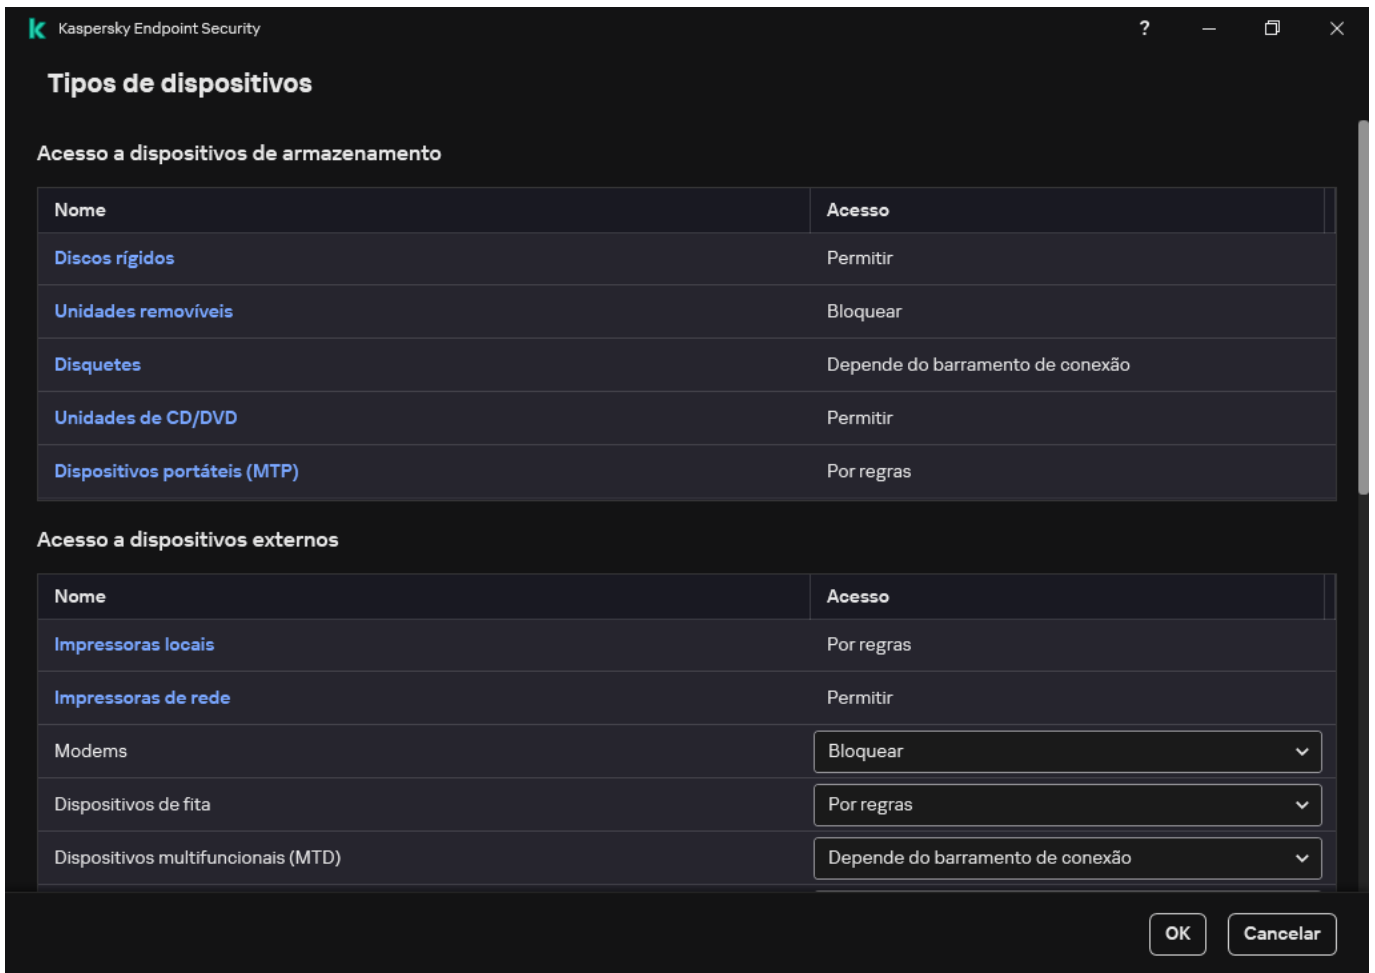 Kaspersky Endpoint Security ?
Tipos de dispositivos
Acesso a dispositivos de armazenamento
Nome Acesso
Discos rígidos Permitir
Unidades removíveis Bloquear
Disquetes Depende do barramento de conexão
Unidades de CD/DVD Permitir
Dispositivos portáteis (MTP) Por regras
Acesso a dispositivos externos
Nome Acesso
Impressoras locais Por regras
Impressoras de rede Permitir
Modems Bloquear
Dispositivos de fita Por regras
Dispositivos multifuncionais (MTD) Depende do barramento de conexão
OK Cancelar